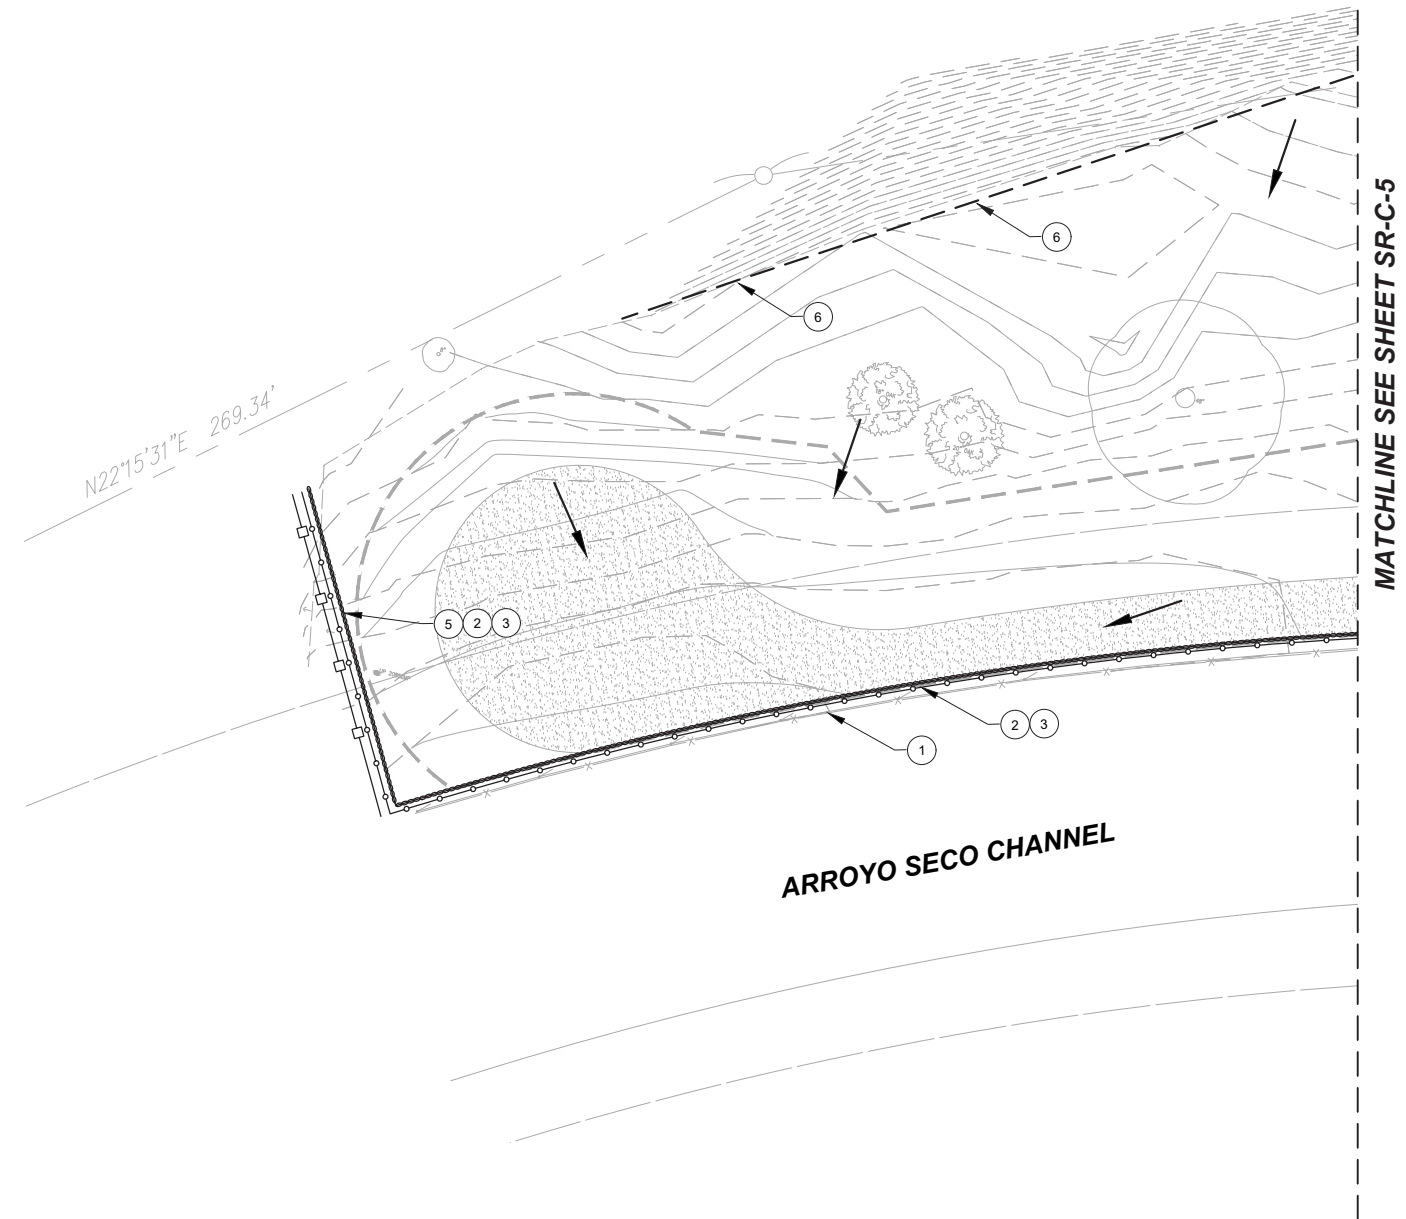 MATCHLINE SEE SHEET SR-C-5
6
6
N22°15'31"E 269.34'
5 2 3
2 3
1
ARROYO SECO CHANNEL